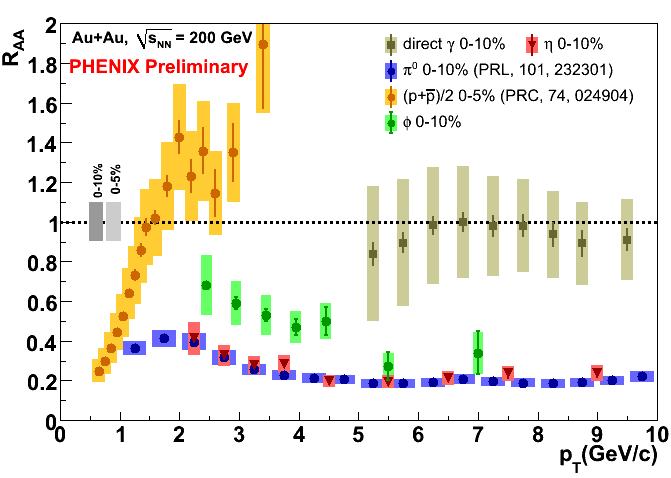 Au+Au, √s_NN = 200 GeV
PHENIX Preliminary
direct γ 0-10%
η 0-10%
π⁰ 0-10% (PRL, 101, 232301)
(p+p̅)/2 0-5% (PRC, 74, 024904)
ϕ 0-10%
0-10%
0-5%
R_AA
2
1.8
1.6
1.4
1.2
1
0.8
0.6
0.4
0.2
0
0 1 2 3 4 5 6 7 8 9 10
p_T(GeV/c)